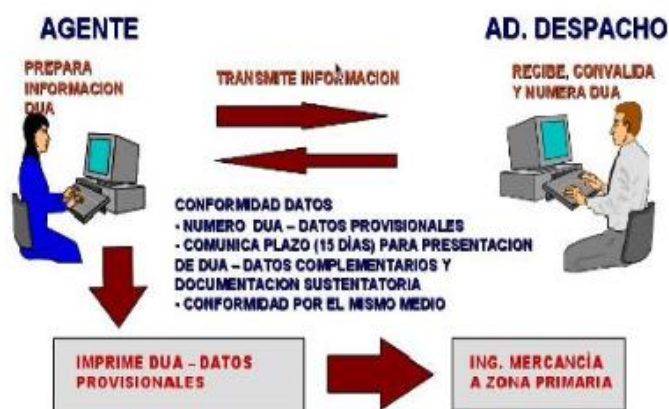 AGENTE
AD. DESPACHO
PREPARA
INFORMACION
DUA
TRANSMITE INFORMACION
RECIBE, CONVALIDA
Y NUMERA DUA
CONFORMIDAD DATOS
- NUMERO DUA – DATOS PROVISIONALES
- COMUNICA PLAZO (15 DÍAS) PARA PRESENTACION
DE DUA – DATOS COMPLEMENTARIOS Y
DOCUMENTACION SUSTENTATORIA
- CONFORMIDAD POR EL MISMO MEDIO
IMPRIME DUA – DATOS
PROVISIONALES
ING. MERCANCÌA
A ZONA PRIMARIA